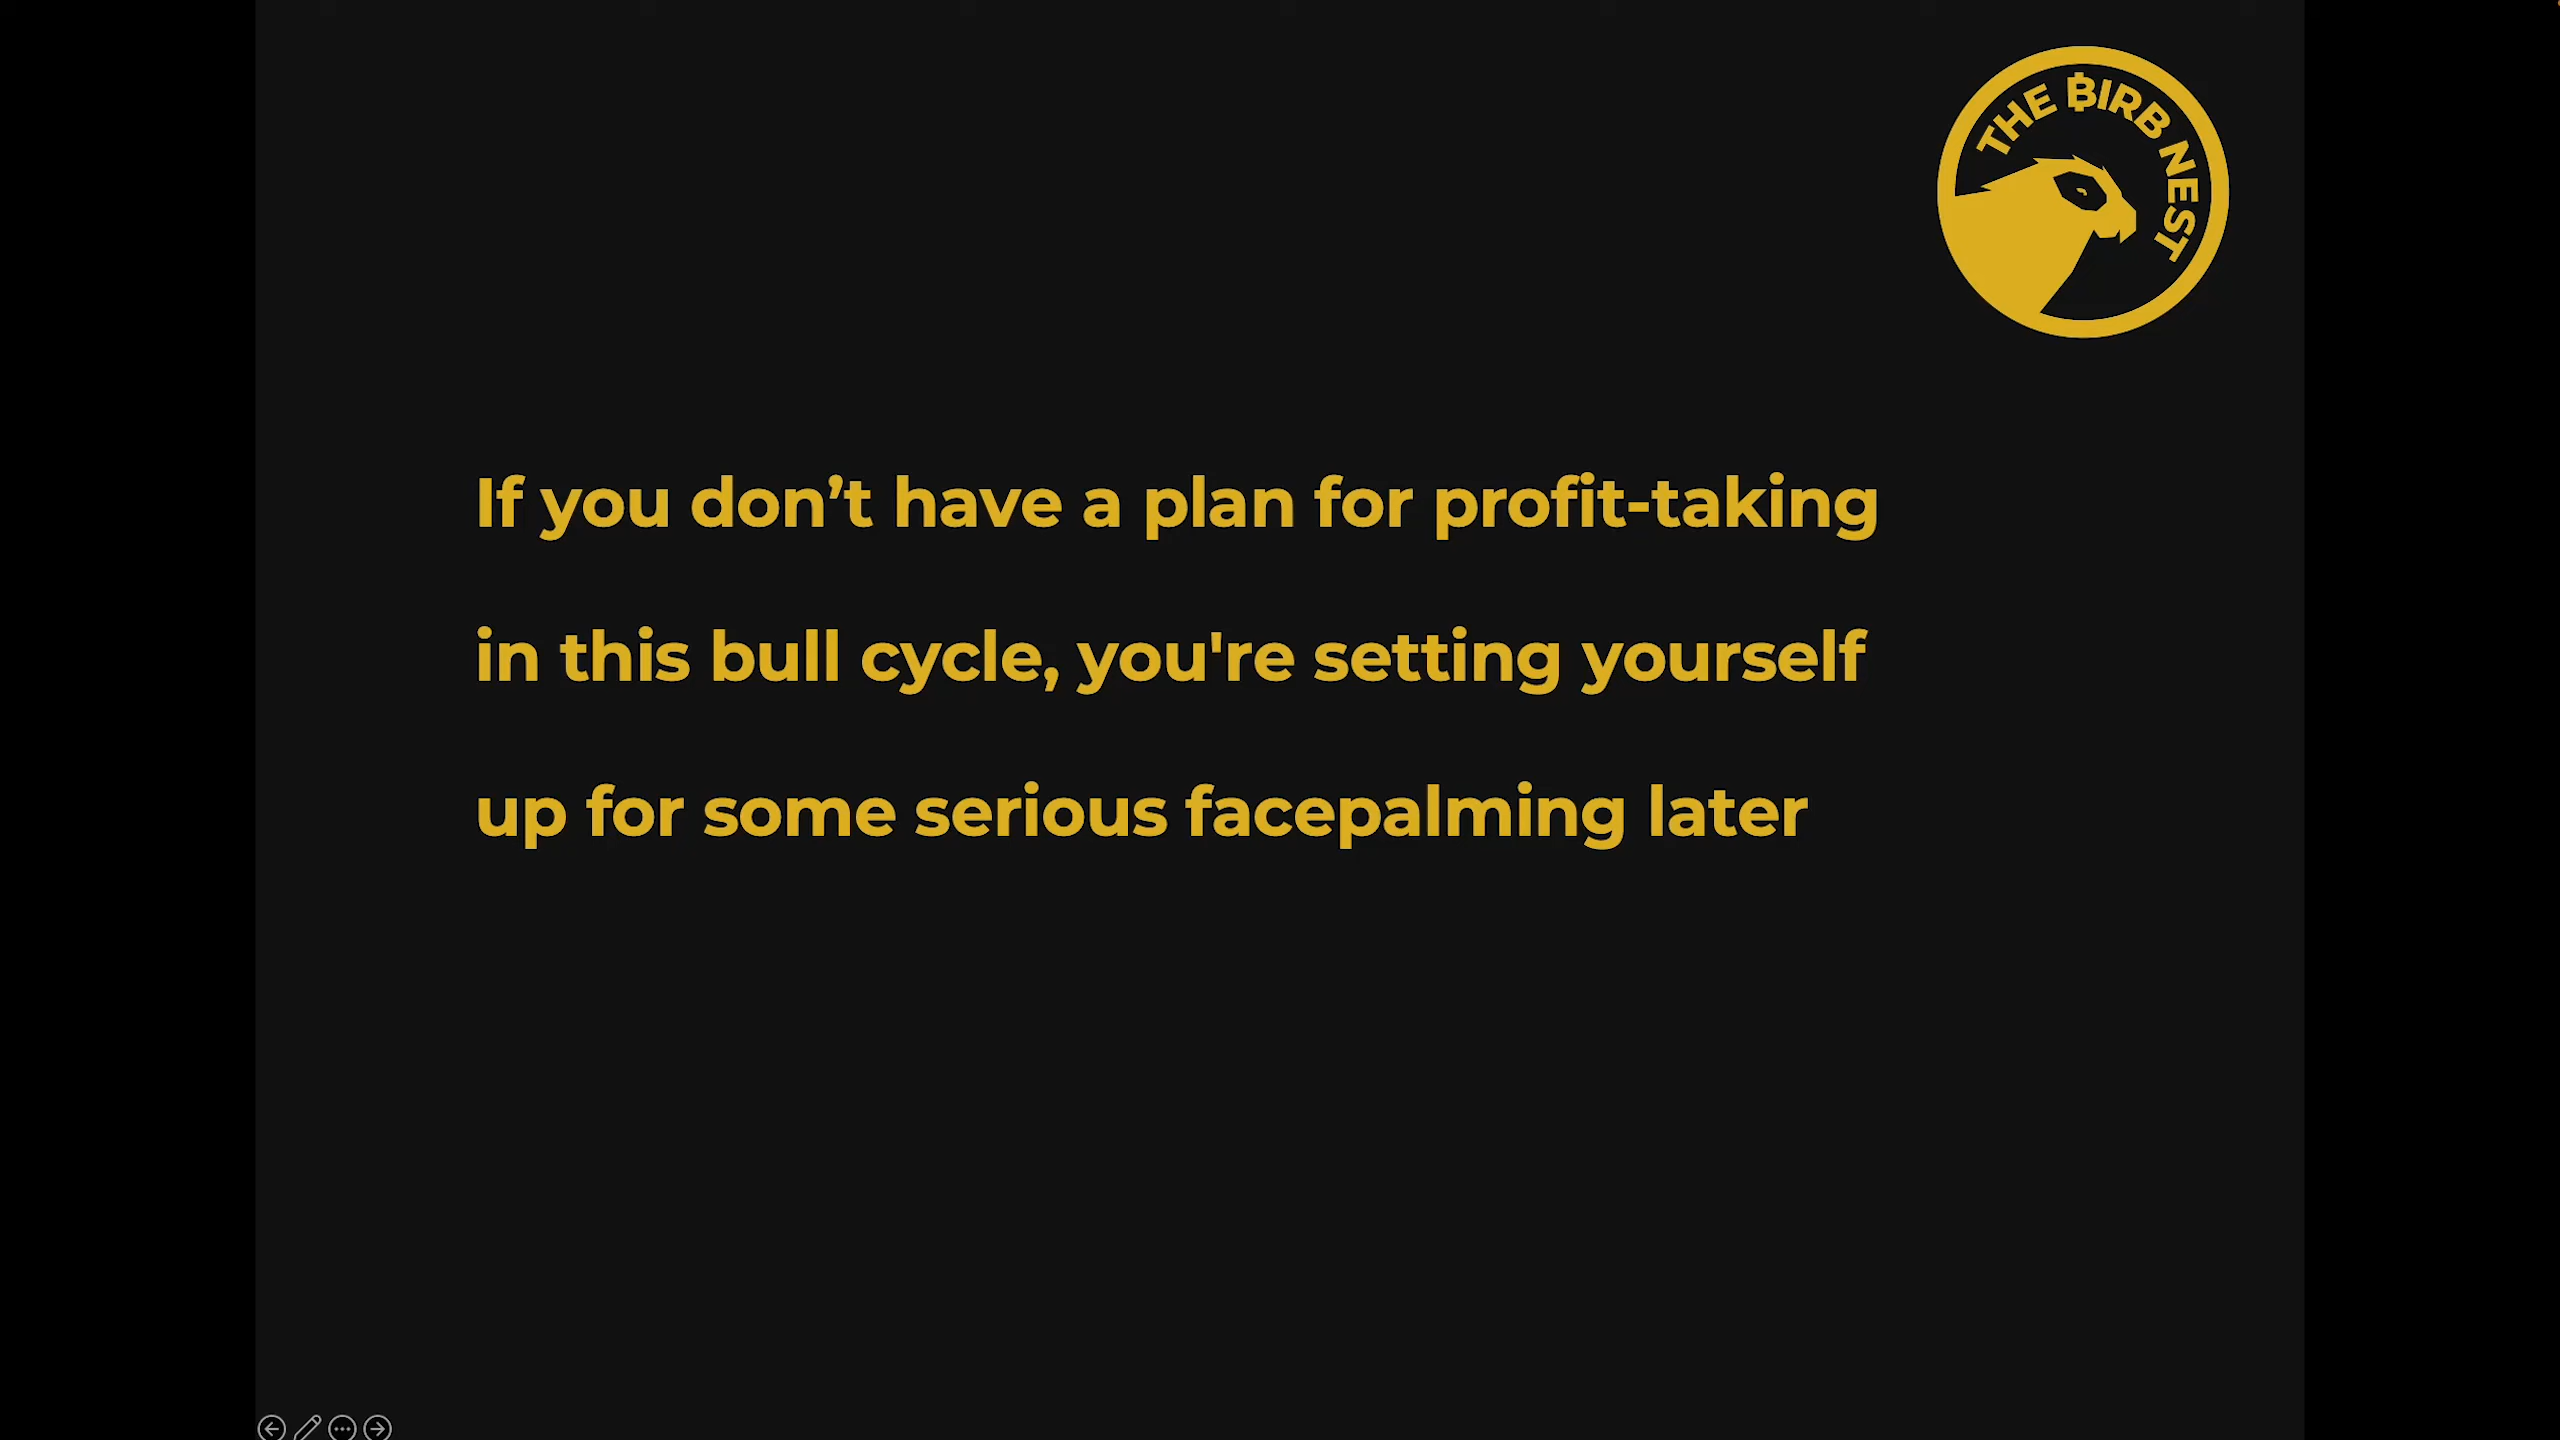 THE ₿IRB NEST
If you don’t have a plan for profit-taking
in this bull cycle, you're setting yourself
up for some serious facepalming later